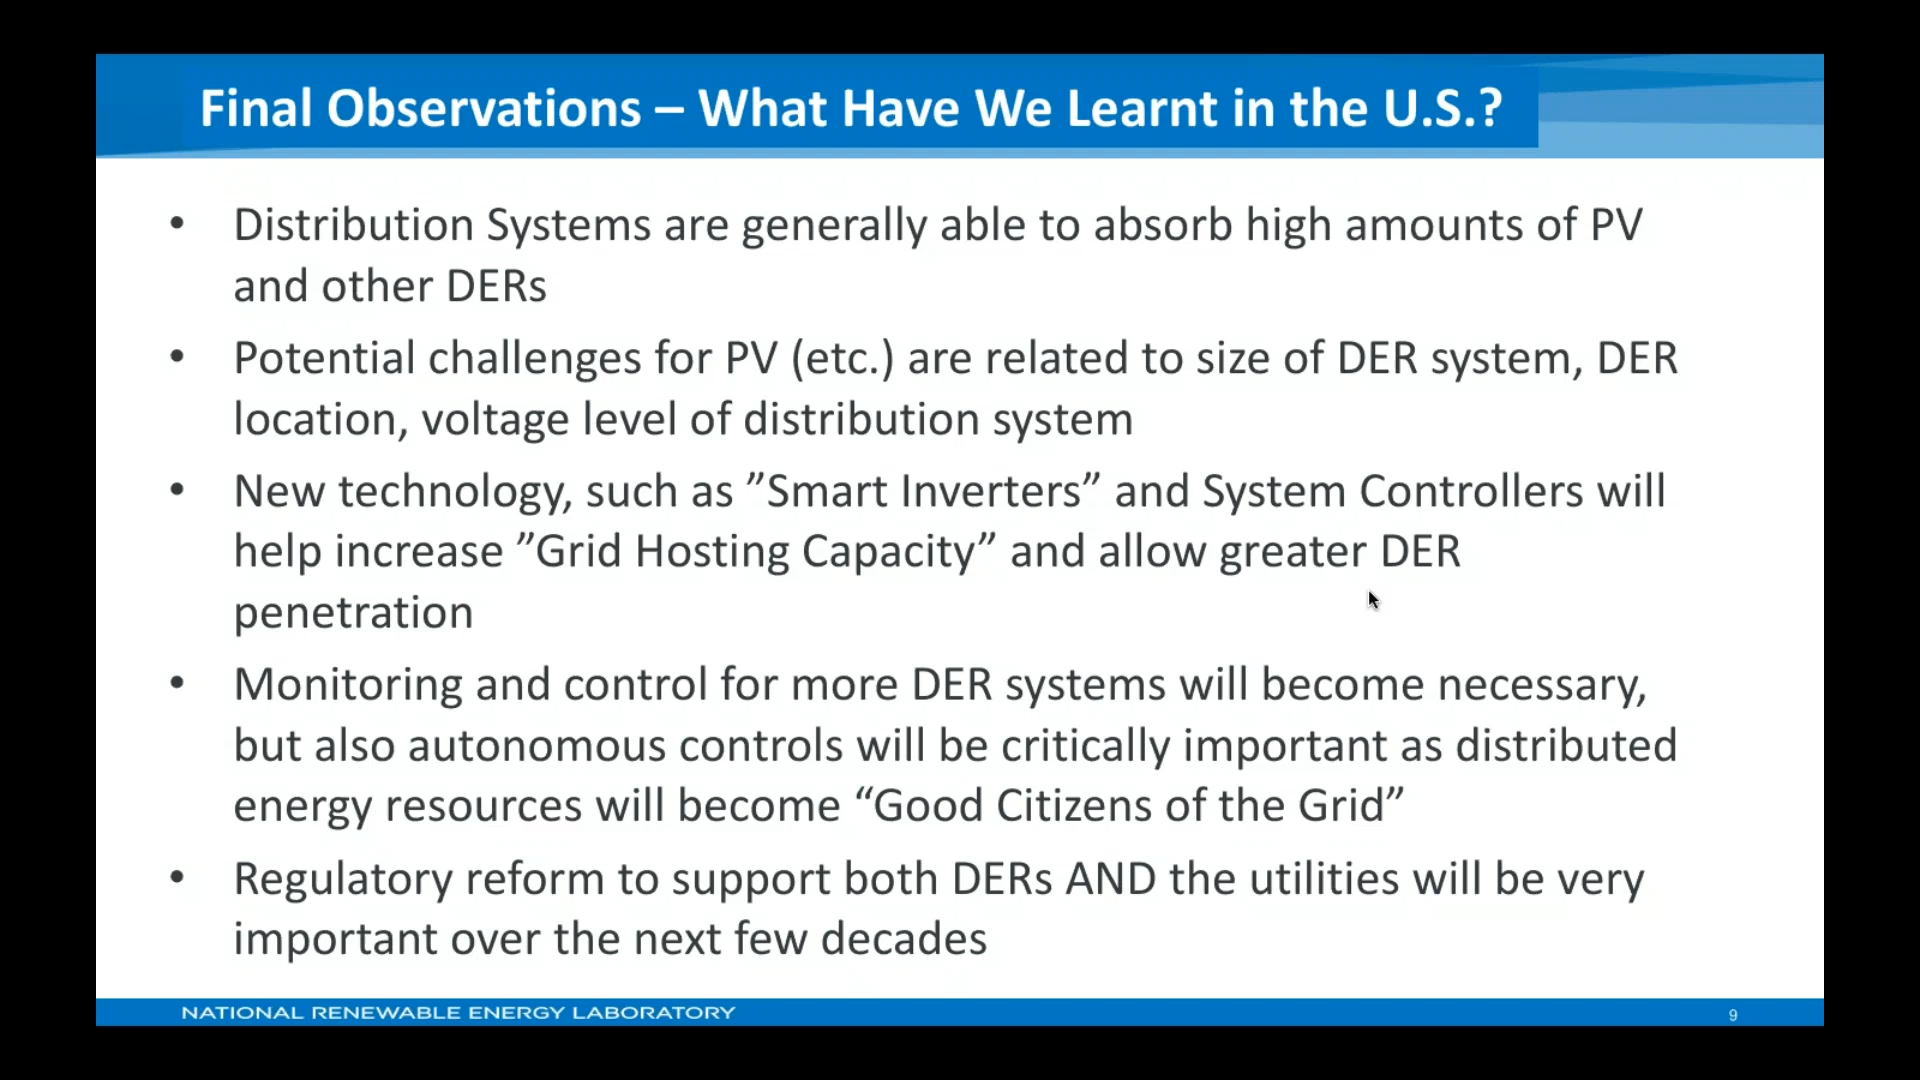 Final Observations – What Have We Learnt in the U.S.?
• Distribution Systems are generally able to absorb high amounts of PV
and other DERs
• Potential challenges for PV (etc.) are related to size of DER system, DER
location, voltage level of distribution system
• New technology, such as ”Smart Inverters” and System Controllers will
help increase ”Grid Hosting Capacity” and allow greater DER
penetration
• Monitoring and control for more DER systems will become necessary,
but also autonomous controls will be critically important as distributed
energy resources will become “Good Citizens of the Grid”
• Regulatory reform to support both DERs AND the utilities will be very
important over the next few decades
NATIONAL RENEWABLE ENERGY LABORATORY
9